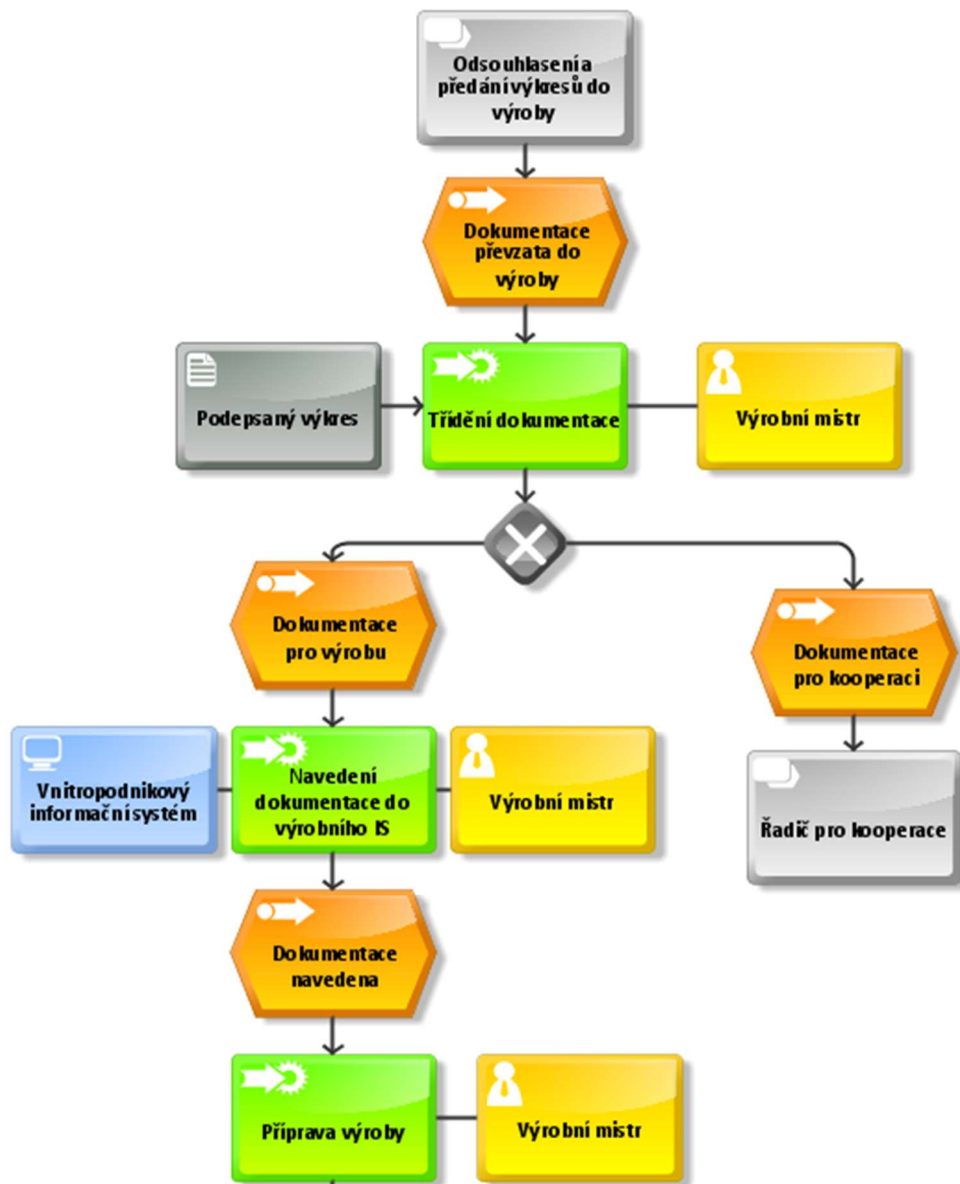 Odsouhlasení a
předání výkresů do
výroby
Dokumentace
převzata do
výroby
Podepsaný výkres
Třídění dokumentace
Výrobní mistr
Dokumentace
pro výrobu
Dokumentace
pro kooperaci
Vnitropodnikový
informační systém
Navedení
dokumentace do
výrobního IS
Výrobní mistr
Řadič pro kooperace
Dokumentace
navedena
Příprava výroby
Výrobní mistr